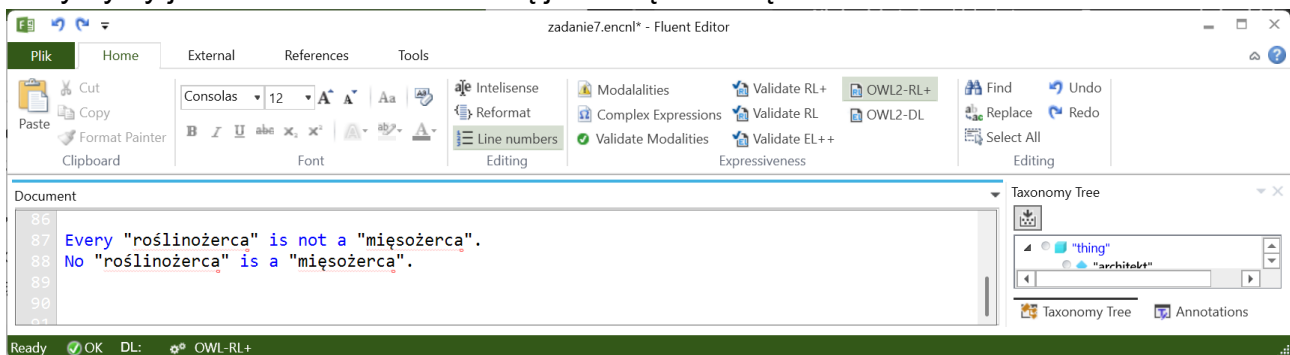 zadanie7.encnl* - Fluent Editor
Plik Home External References Tools
Paste
Cut
Copy
Format Painter
Clipboard
Consolas 12
Font
Intelisense
Reformat
Line numbers
Editing
Modalalities
Complex Expressions
Validate Modalities
Validate RL+
Validate RL
Validate EL++
OWL2-RL+
OWL2-DL
Expressiveness
Find
Replace
Select All
Undo
Redo
Editing
Document
86
87 Every "roślinożerca" is not a "mięsożerca".
88 No "roślinożerca" is a "mięsożerca".
89
90
91
Taxonomy Tree
"thing"
"architekt"
Taxonomy Tree Annotations
Ready OK DL: OWL-RL+